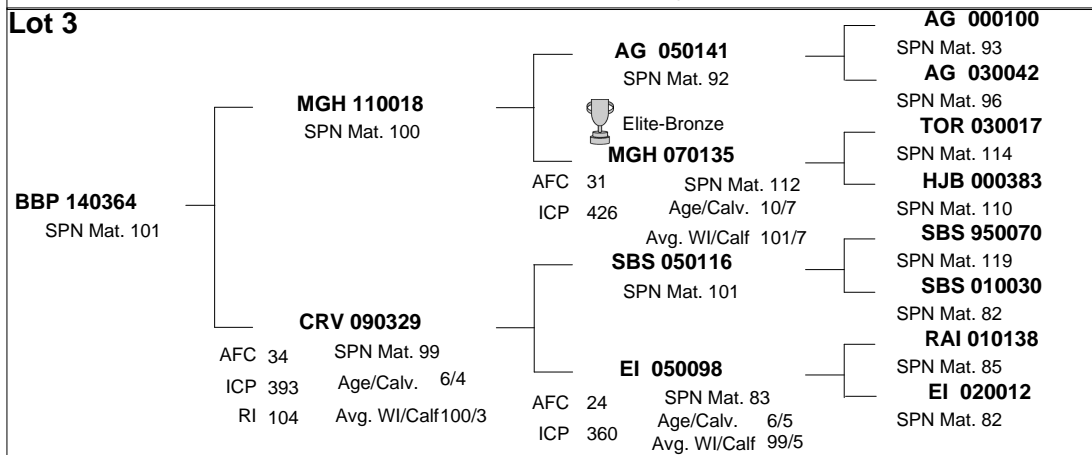 Lot 3
AG 000100
SPN Mat. 93
AG 050141
SPN Mat. 92
AG 030042
SPN Mat. 96
MGH 110018
SPN Mat. 100
Elite-Bronze
TOR 030017
SPN Mat. 114
MGH 070135
AFC 31 SPN Mat. 112
HJB 000383
SPN Mat. 110
ICP 426 Age/Calv. 10/7
Avg. WI/Calf 101/7
BBP 140364
SPN Mat. 101
SBS 950070
SPN Mat. 119
SBS 050116
SPN Mat. 101
SBS 010030
SPN Mat. 82
CRV 090329
AFC 34 SPN Mat. 99
ICP 393 Age/Calv. 6/4
RI 104 Avg. WI/Calf 100/3
RAI 010138
SPN Mat. 85
EI 050098
AFC 24 SPN Mat. 83
EI 020012
SPN Mat. 82
ICP 360 Age/Calv. 6/5
Avg. WI/Calf 99/5